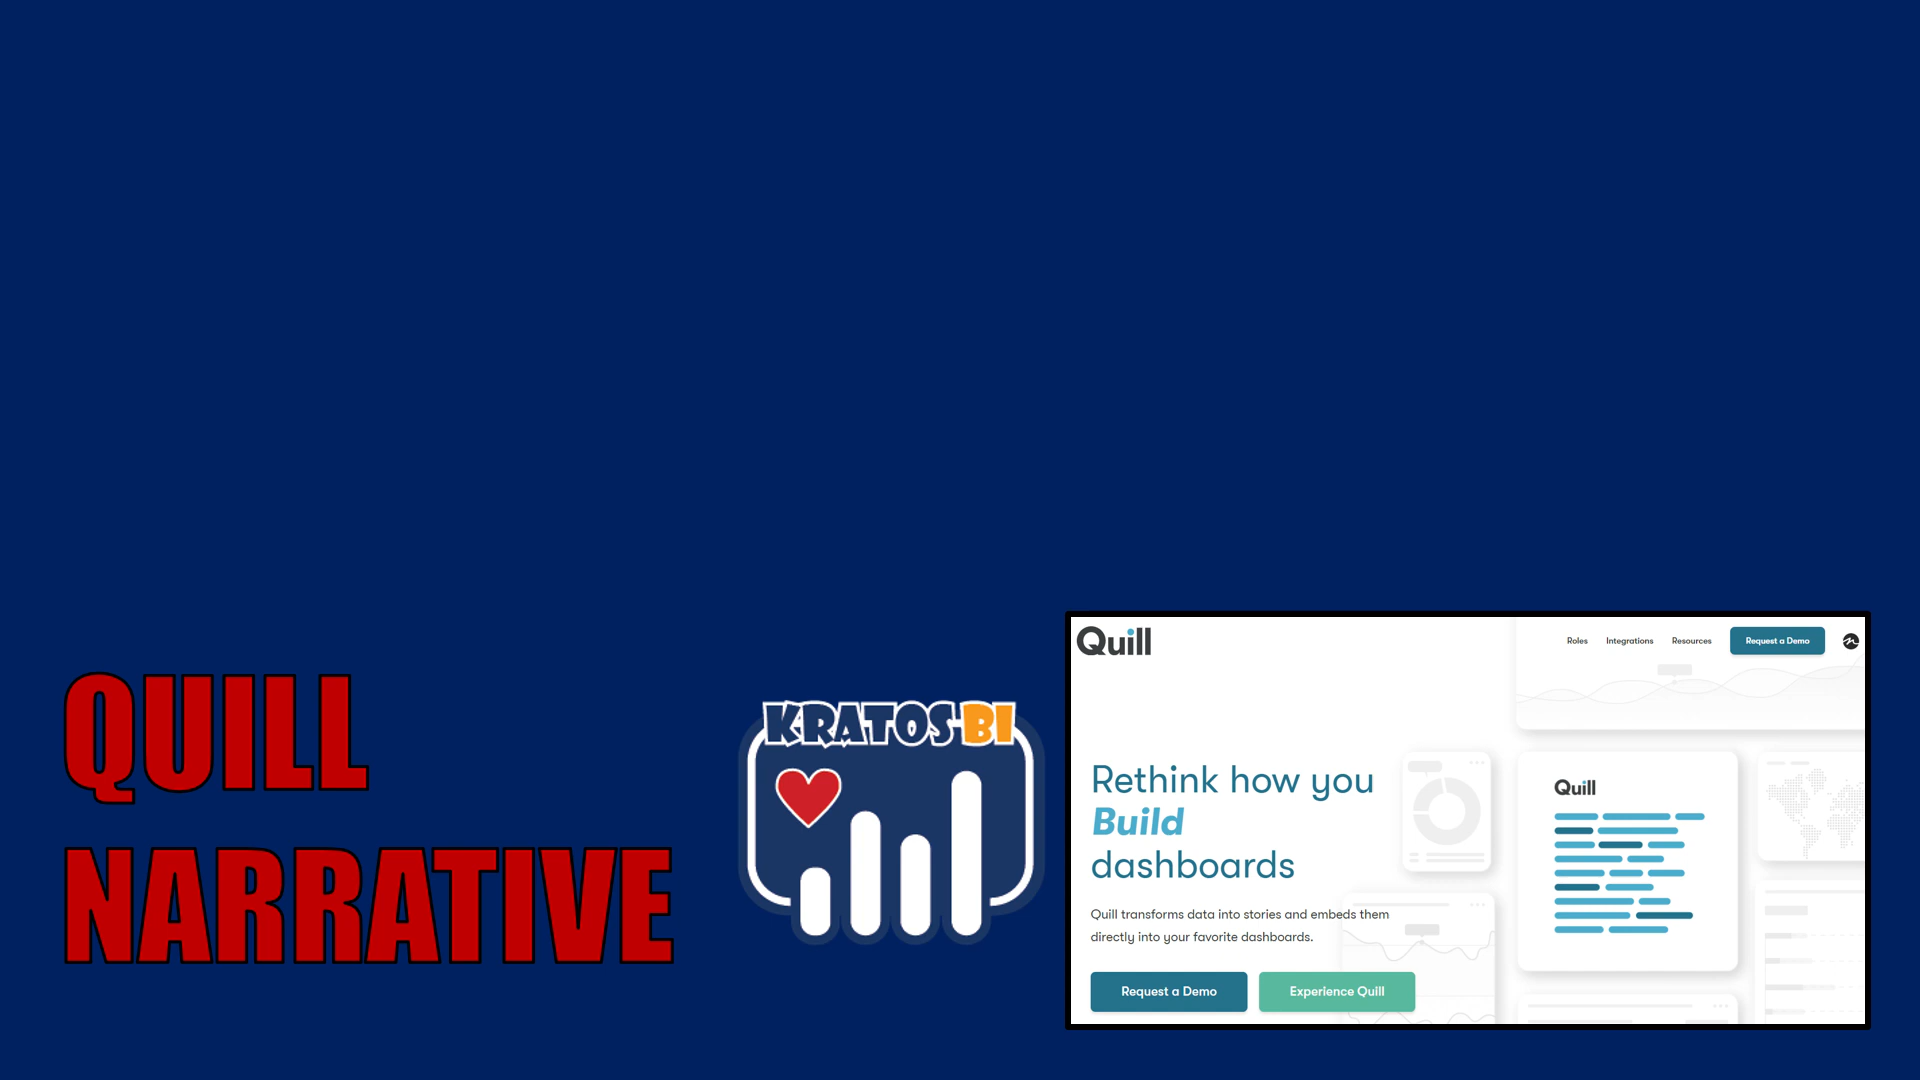 QUILL
NARRATIVE
KRATOS BI
Quill
Roles Integrations Resources Request a Demo
Rethink how you
Build
dashboards
Quill transforms data into stories and embeds them
directly into your favorite dashboards.
Request a Demo Experience Quill
Quill